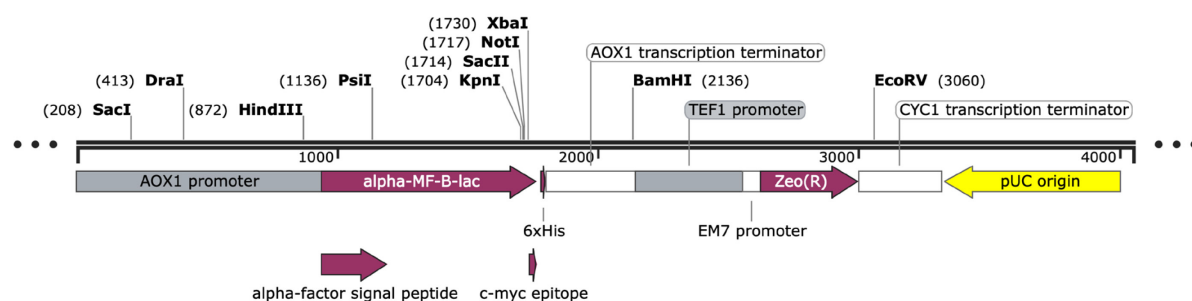 (1730) XbaI
(1717) NotI
AOX1 transcription terminator
(1714) SacII
(413) DraI
(1136) PsiI
(1704) KpnI
BamHI (2136)
EcoRV (3060)
(208) SacI
(872) HindIII
TEF1 promoter
CYC1 transcription terminator
1000
2000
3000
4000
AOX1 promoter
alpha-MF-B-lac
Zeo(R)
pUC origin
6xHis
EM7 promoter
alpha-factor signal peptide
c-myc epitope